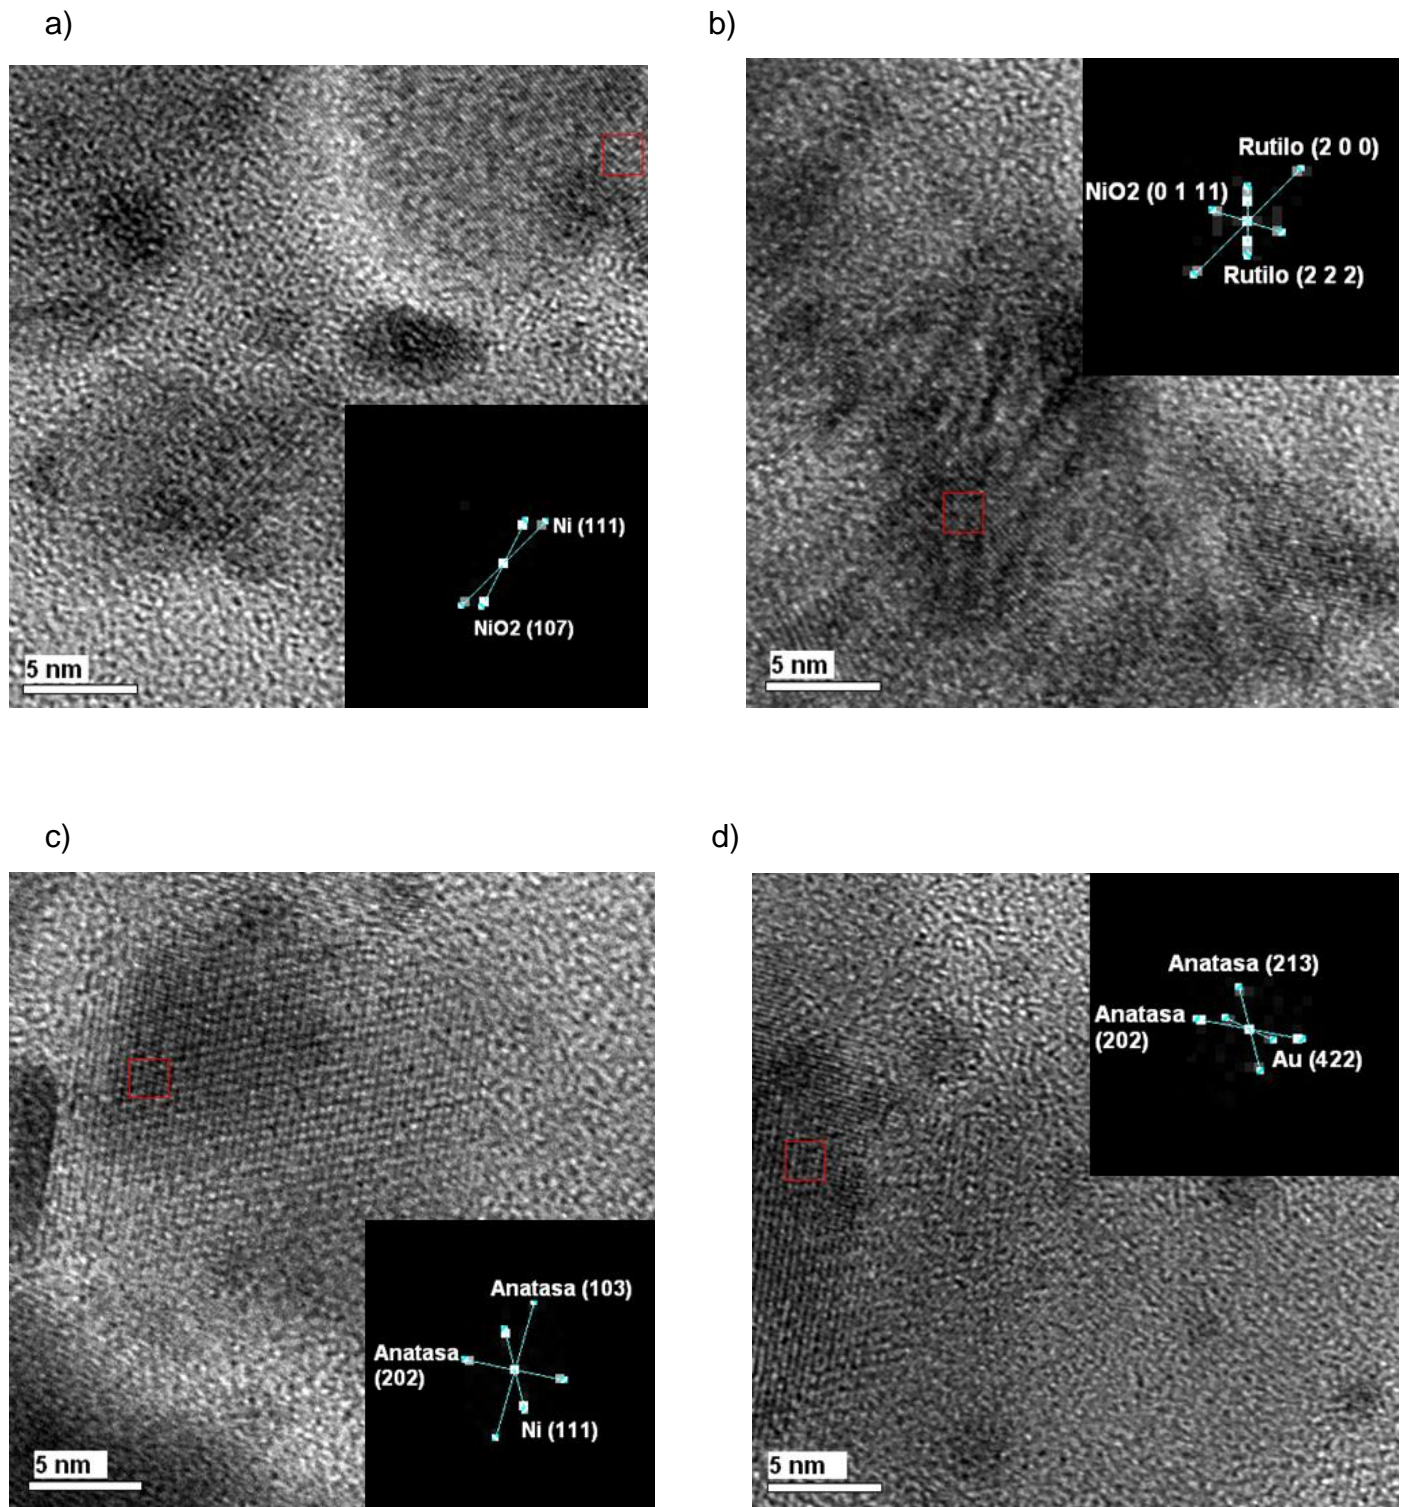 a)
b)
Rutilo (2 0 0)
NiO2 (0 1 11)
Rutilo (2 2 2)
Ni (111)
NiO2 (107)
5 nm
5 nm
c)
d)
Anatasa (213)
Anatasa
(202)
Au (422)
Anatasa (103)
Anatasa
(202)
Ni (111)
5 nm
5 nm